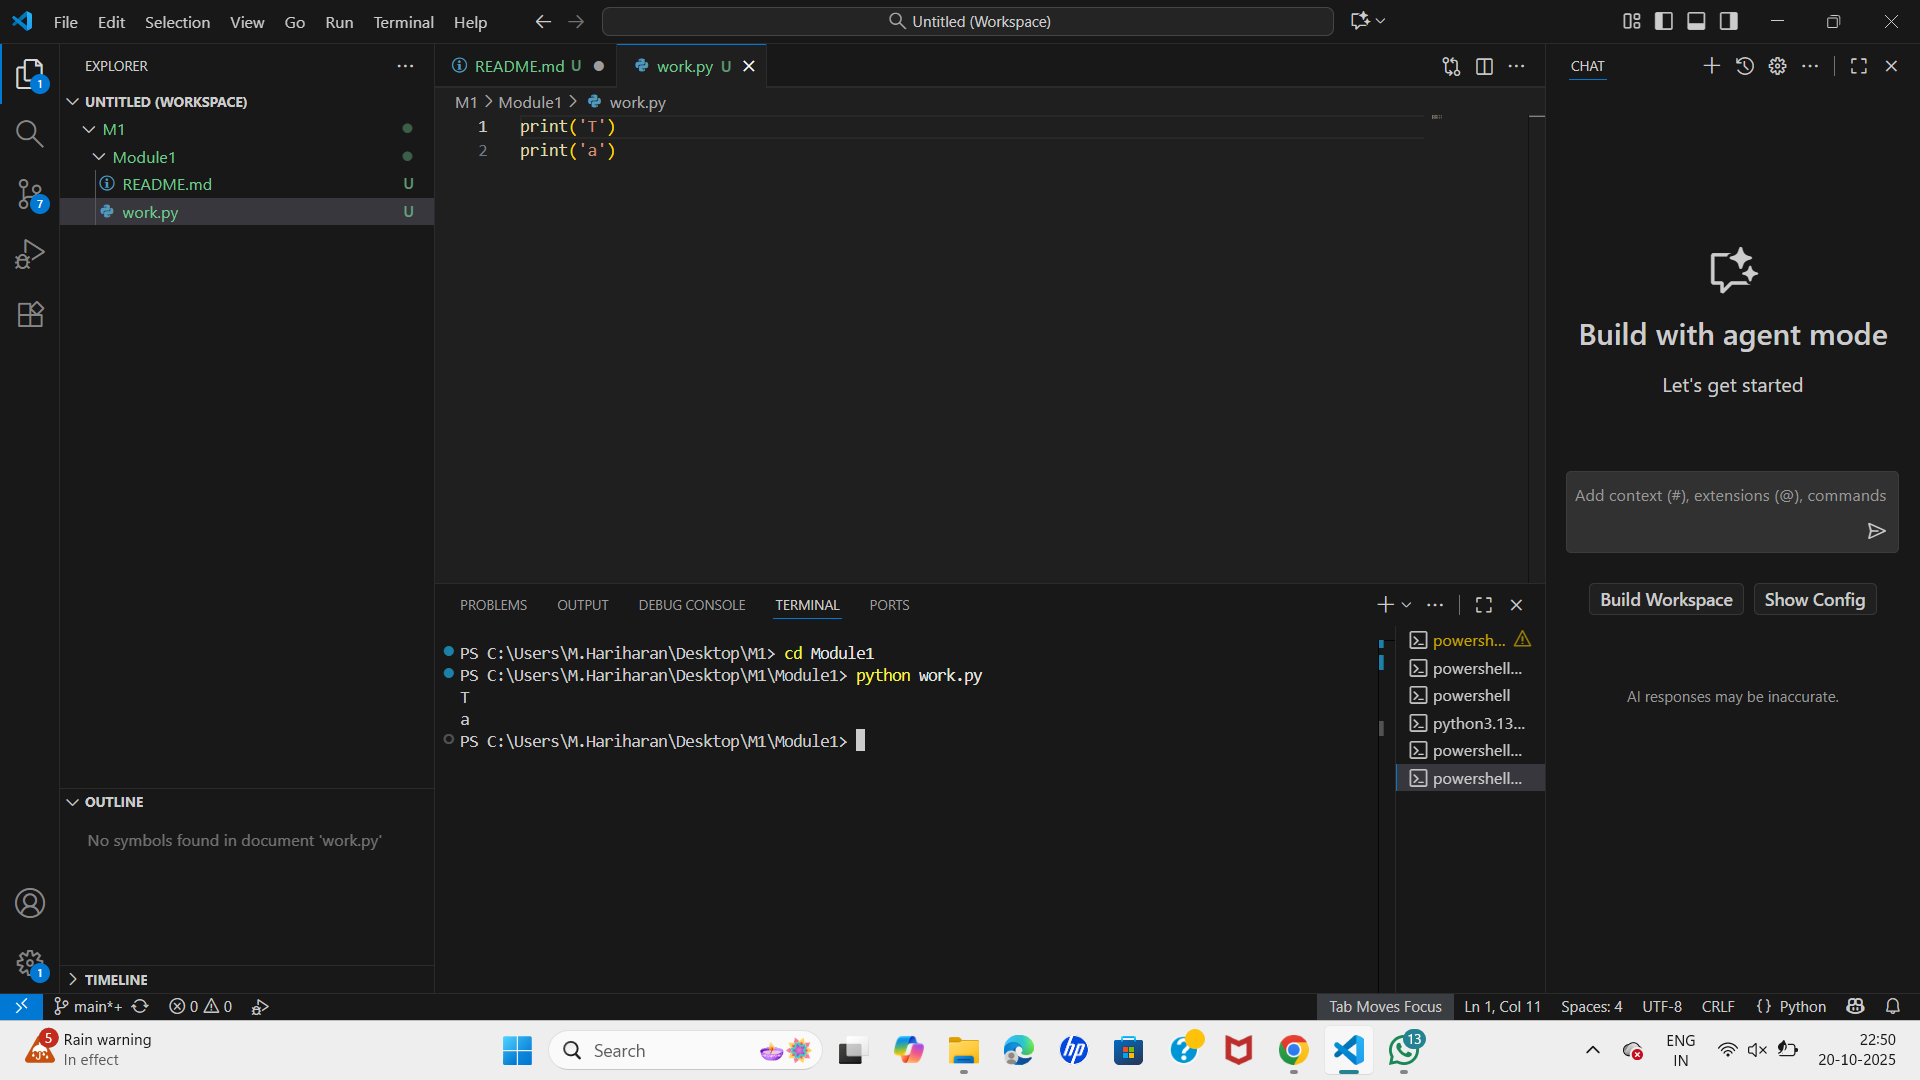 File Edit Selection View Go Run Terminal Help
Untitled (Workspace)
EXPLORER
1
UNTITLED (WORKSPACE)
M1
Module1
README.md U
work.py U
7
OUTLINE
No symbols found in document 'work.py'
TIMELINE
1
README.md U
work.py U
M1 > Module1 > work.py
1 print('T')
2 print('a')
PROBLEMS OUTPUT DEBUG CONSOLE TERMINAL PORTS
PS C:\Users\M.Hariharan\Desktop\M1> cd Module1
PS C:\Users\M.Hariharan\Desktop\M1\Module1> python work.py
T
a
PS C:\Users\M.Hariharan\Desktop\M1\Module1>
powersh...
powershell...
powershell
python3.13...
powershell...
powershell...
CHAT
Build with agent mode
Let's get started
Add context (#), extensions (@), commands
Build Workspace Show Config
AI responses may be inaccurate.
main*+ 0 0
Tab Moves Focus Ln 1, Col 11 Spaces: 4 UTF-8 CRLF {} Python
5
Rain warning
In effect
Search
hp
?
13
ENG
IN
22:50
20-10-2025